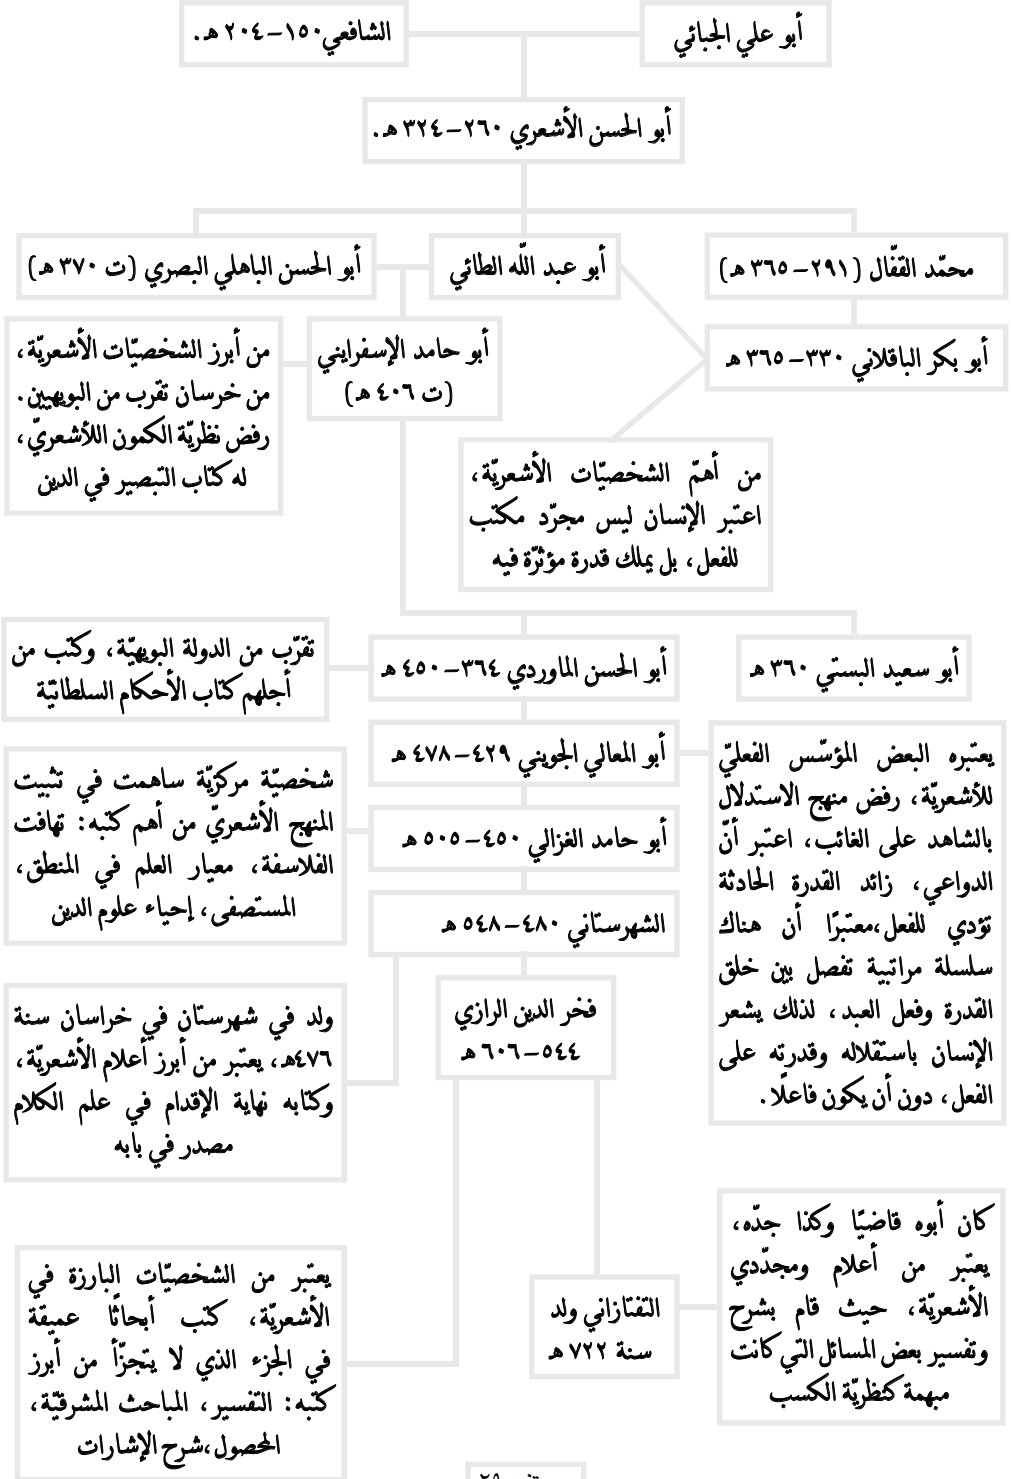 أبو علي الجبائي
الشافعي ١٥٠–٢٠٤ هـ.
أبو الحسن الأشعري ٢٦٠–٣٢٤ هـ.
محمّد القفّال (٢٩١–٣٦٥ هـ)
أبو عبد اللّه الطائي
أبو الحسن الباهلي البصري (ت ٣٧٠ هـ)
أبو بكر الباقلاني ٣٣٠–٣٦٥ هـ
أبو حامد الإسفرايني
(ت ٤٠٦ هـ)
من أبرز الشخصيّات الأشعريّة،
من خرسان تقرب من البويهيين.
رفض نظريّة الكمون اللأشعريّ،
له كتاب التبصير في الدين
من أهمّ الشخصيّات الأشعريّة،
اعتبر الإنسان ليس مجرّد مكتب
للفعل، بل يملك قدرة مؤثرّة فيه
أبو سعيد البستي ٣٦٠ هـ
أبو الحسن الماوردي ٣٦٤–٤٥٠ هـ
تقرّب من الدولة البويهيّة، وكتب من
أجلهم كتاب الأحكام السلطانيّة
أبو المعالي الجويني ٤٢٩–٤٧٨ هـ
يعتبره البعض المؤسّس الفعليّ
للأشعريّة، رفض منهج الاستدلال
بالشاهد على الغائب، اعتبر أنّ
الدواعي، زائد القدرة الحادثة
تؤدي للفعل،معتبرًا أن هناك
سلسلة مراتبية تفصل بين خلق
القدرة وفعل العبد، لذلك يشعر
الإنسان باستقلاله وقدرته على
الفعل، دون أن يكون فاعلًا.
أبو حامد الغزالي ٤٥٠–٥٠٥ هـ
شخصيّة مركزيّة ساهمت في تثبيت
المنهج الأشعريّ من أهم كتبه: تهافت
الفلاسفة، معيار العلم في المنطق،
المستصفى، إحياء علوم الدين
الشهرستاني ٤٨٠–٥٤٨ هـ
ولد في شهرستان في خراسان سنة
٤٧٦هـ، يعتبر من أبرز أعلام الأشعريّة،
وكتابه نهاية الإقدام في علم الكلام
مصدر في بابه
فخر الدين الرازي
٥٤٤–٦٠٦ هـ
كان أبوه قاضيًا وكذا جدّه،
يعتبر من أعلام ومجدّدي
الأشعريّة، حيث قام بشرح
وتفسير بعض المسائل التي كانت
مبهمة كنظريّة الكسب
التفتازاني ولد
سنة ٧٢٢ هـ
يعتبر من الشخصيّات البارزة في
الأشعريّة، كتب أبحاثًا عميقة
في الجزء الذي لا يتجزّأ من أبرز
كتبه: التفسير، المباحث المشرقيّة،
المحصول،شرح الإشارات